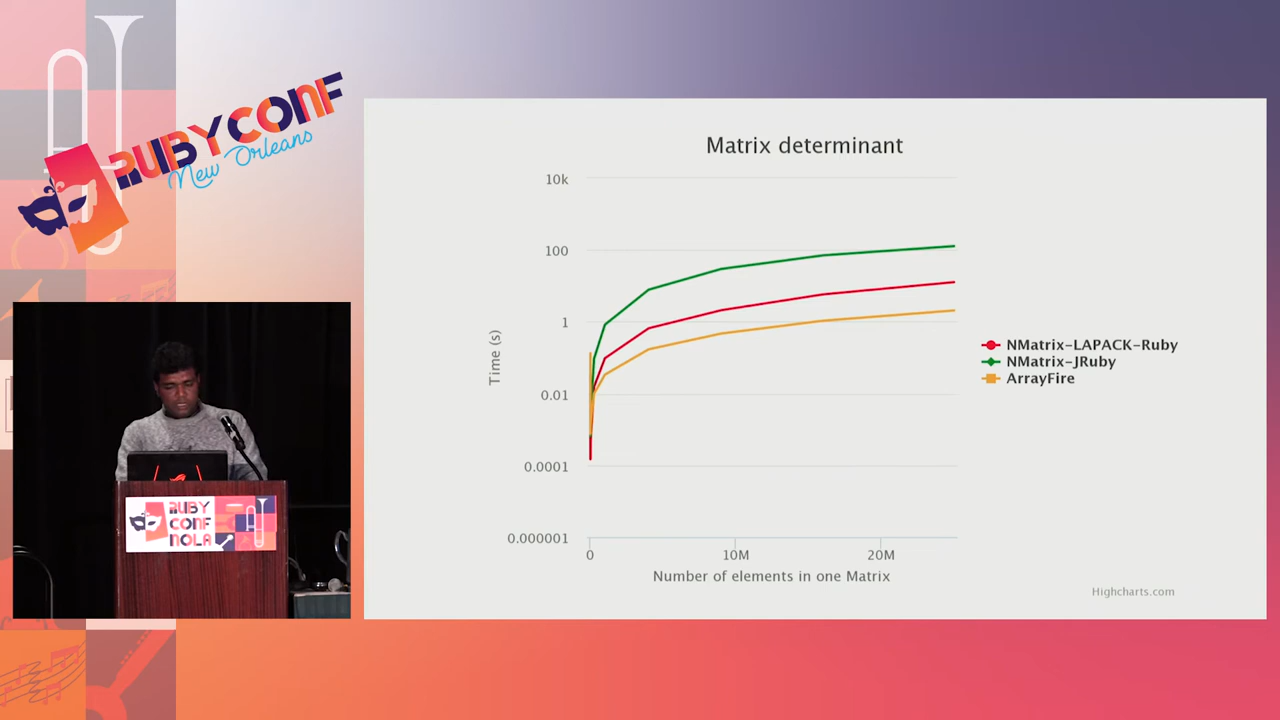 RUBYCONF
New Orleans
Matrix determinant
10k
100
1
0.01
0.0001
0.000001
Time (s)
0
10M
20M
Number of elements in one Matrix
NMatrix-LAPACK-Ruby
NMatrix-JRuby
ArrayFire
Highcharts.com
RUBY
CONF
NOLA